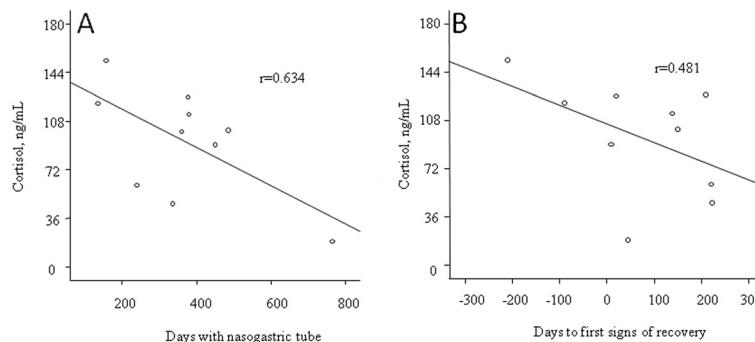 A
180
144
108
72
36
0
Cortisol, ng/mL
r=0.634
200 400 600 800
Days with nasogastric tube
B
180
144
108
72
36
0
Cortisol, ng/mL
r=0.481
-300 -200 -100 0 100 200 30
Days to first signs of recovery